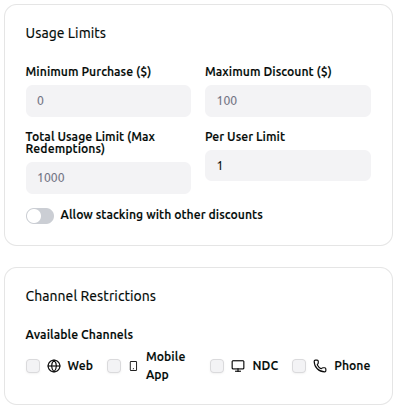 Usage Limits
Minimum Purchase ($)
Maximum Discount ($)
0
100
Total Usage Limit (Max
Redemptions)
Per User Limit
1000
1
Allow stacking with other discounts
Channel Restrictions
Available Channels
Web
Mobile
App
NDC
Phone